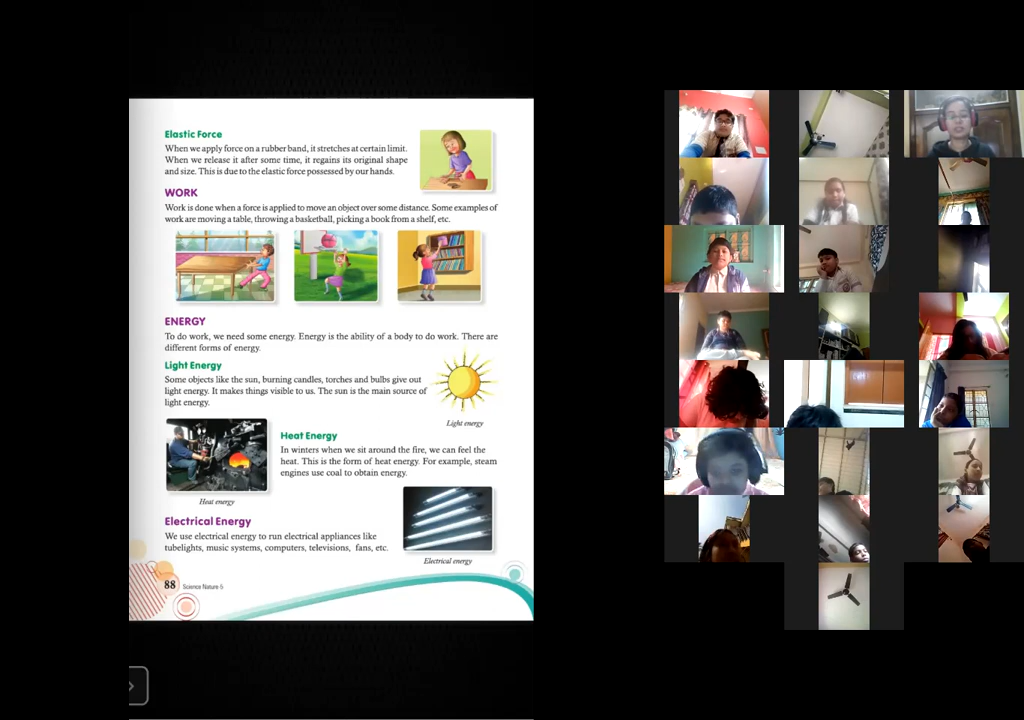 Elastic Force
When we apply force on a rubber band, it stretches at certain limit.
When we release it after some time, it regains its original shape
and size. This is due to the elastic force possessed by our hands.
WORK
Work is done when a force is applied to move an object over some distance. Some examples of
work are moving a table, throwing a basketball, picking a book from a shelf, etc.
ENERGY
To do work, we need some energy. Energy is the ability of a body to do work. There are
different forms of energy.
Light Energy
Some objects like the sun, burning candles, torches and bulbs give out
light energy. It makes things visible to us. The sun is the main source of
light energy.
Light energy
Heat Energy
In winters when we sit around the fire, we can feel the
heat. This is the form of heat energy. For example, steam
engines use coal to obtain energy.
Heat energy
Electrical Energy
We use electrical energy to run electrical appliances like
tubelights, music systems, computers, televisions, fans, etc.
Electrical energy
88 Science Nature